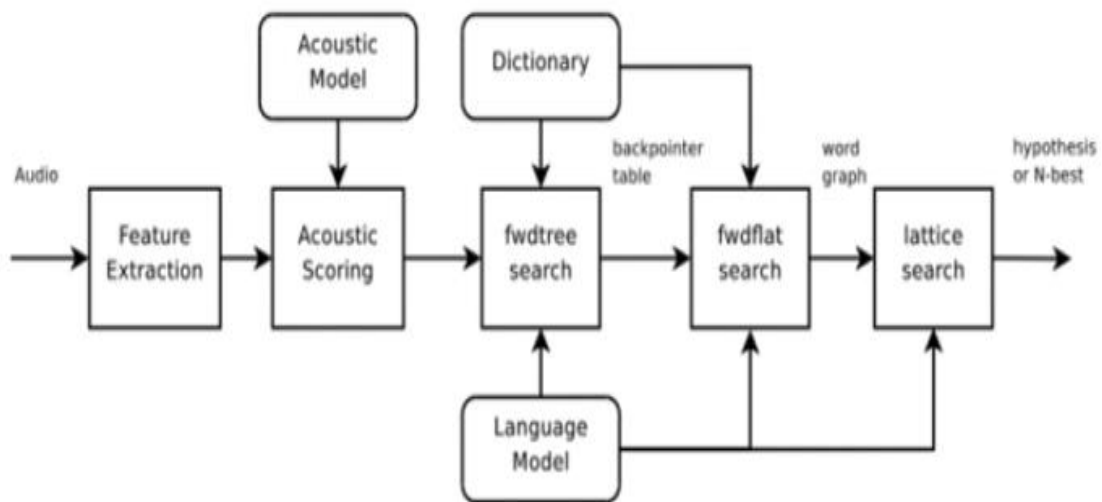 Acoustic
Model
Dictionary
Audio
backpointer
table
word
graph
hypothesis
or N-best
Feature
Extraction
Acoustic
Scoring
fwdtree
search
fwdflat
search
lattice
search
Language
Model